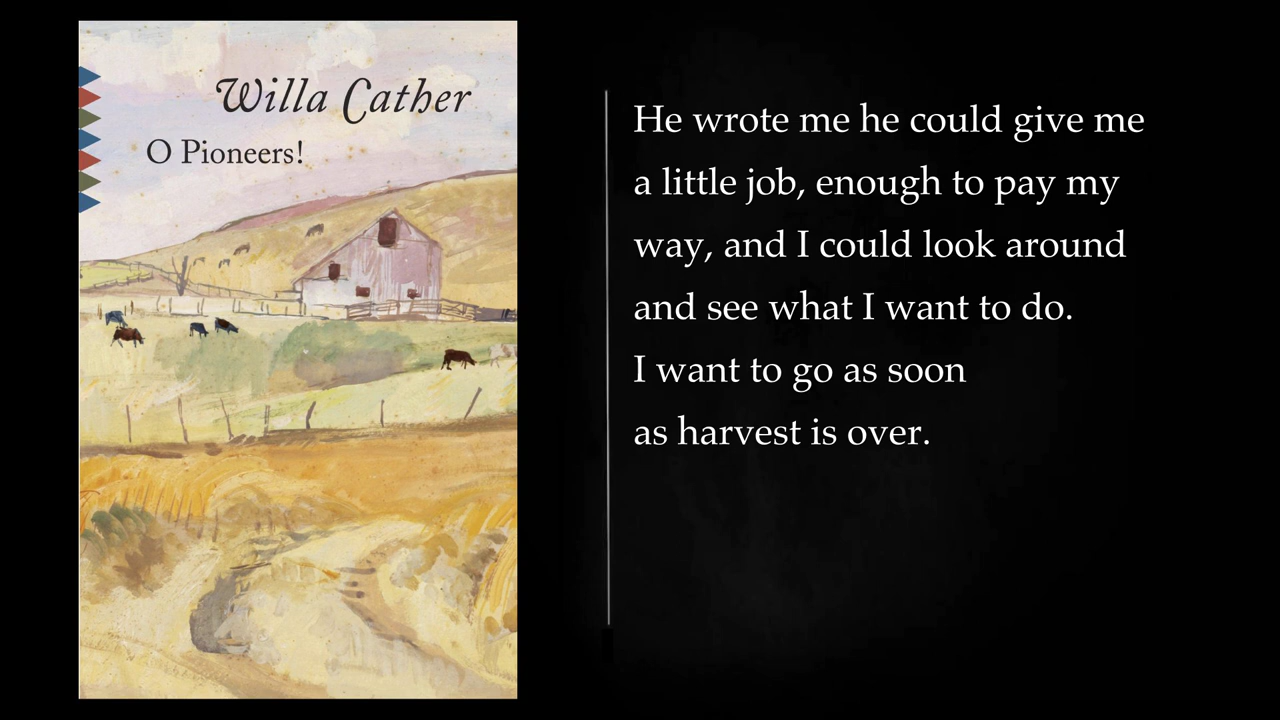 Willa Cather
O Pioneers!
He wrote me he could give me
a little job, enough to pay my
way, and I could look around
and see what I want to do.
I want to go as soon
as harvest is over.